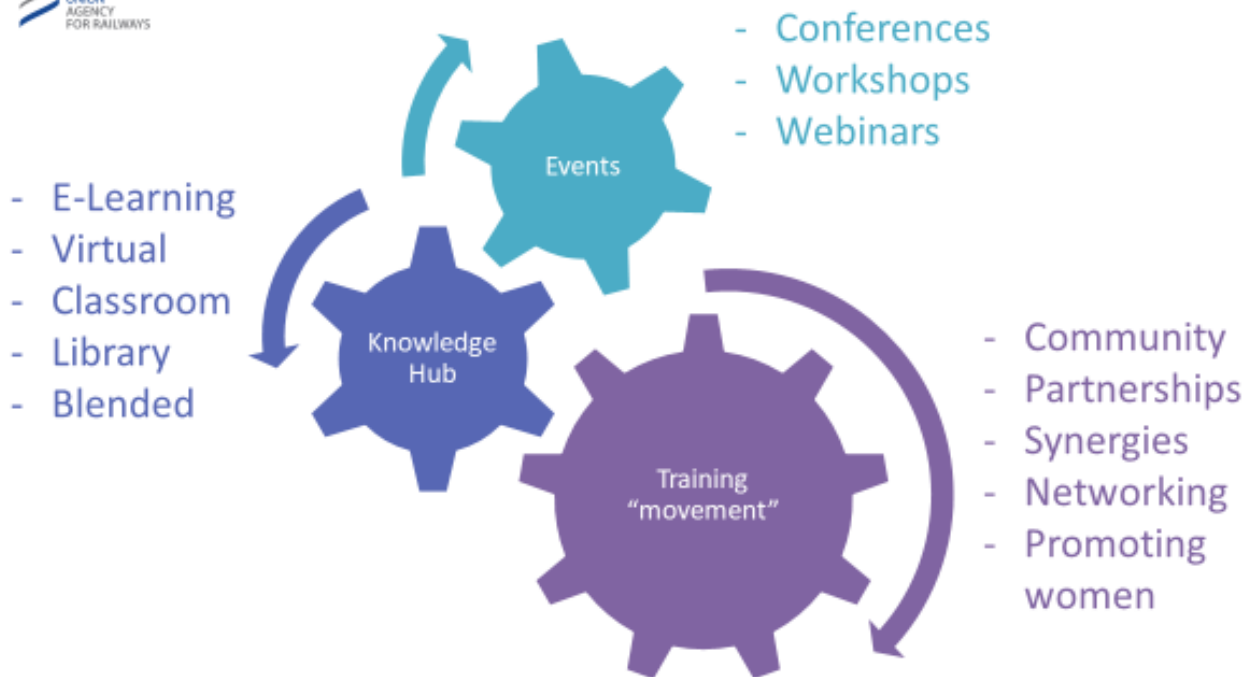 UNION
AGENCY
FOR RAILWAYS
- Conferences
- Workshops
- Webinars
Events
- E-Learning
- Virtual
- Classroom
- Library
- Blended
Knowledge
Hub
- Community
- Partnerships
- Synergies
- Networking
- Promoting
women
Training
“movement”